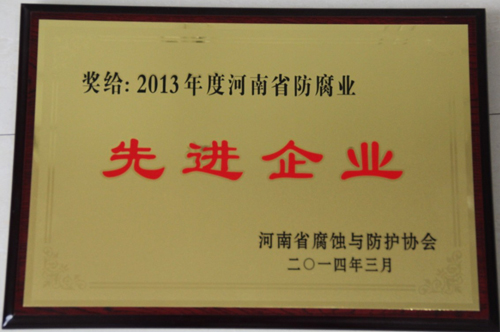 奖给：2013年度河南省防腐业
先进企业
河南省腐蚀与防护协会
二〇一四年三月